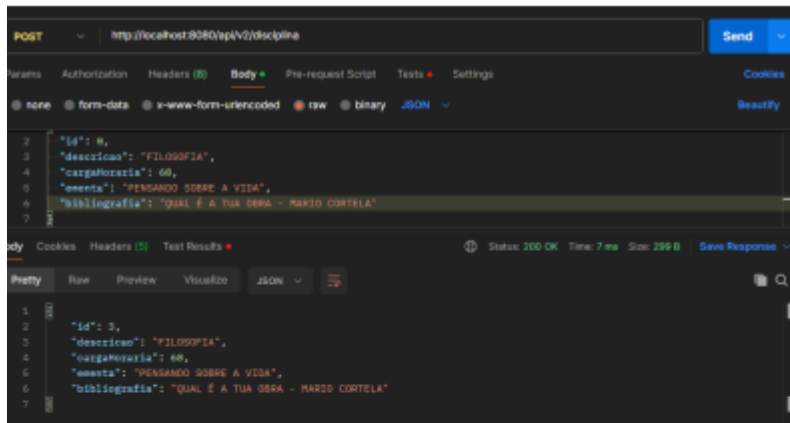 POST http://localhost:8080/api/v2/disciplina Send
Params Authorization Headers (8) Body Pre-request Script Tests Settings Cookies
none form-data x-www-form-urlencoded raw binary JSON Beautify
2 "id": 0,
3 "descricao": "FILOSOFIA",
4 "cargaHoraria": 60,
5 "ementa": "PENSANDO SOBRE A VIDA",
6 "bibliografia": "QUAL É A TUA OBRA - MARIO CORTELA"
7 }
ody Cookies Headers (5) Test Results Status: 200 OK Time: 7 ms Size: 299 B Save Response
Pretty Raw Preview Visualize JSON
1 {
2 "id": 3,
3 "descricao": "FILOSOFIA",
4 "cargaHoraria": 60,
5 "ementa": "PENSANDO SOBRE A VIDA",
6 "bibliografia": "QUAL É A TUA OBRA - MARIO CORTELA"
7 }